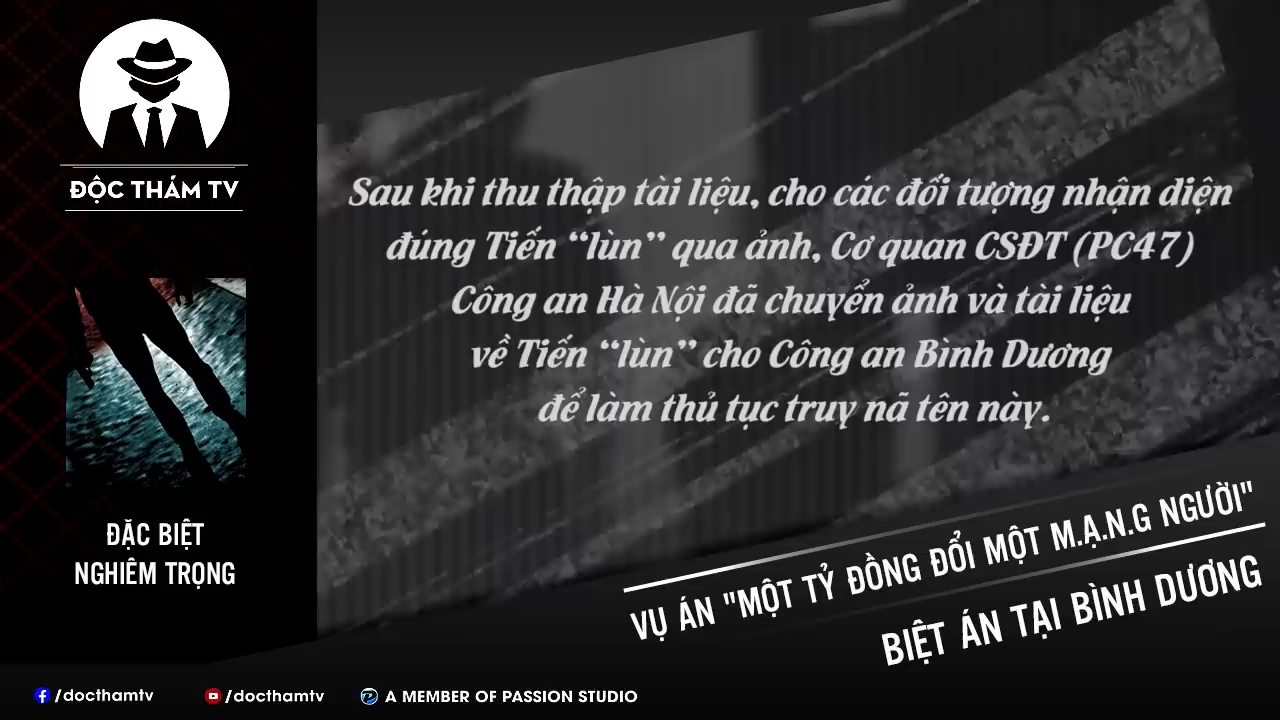 ĐỘC THÁM TV
ĐẶC BIỆT
NGHIÊM TRỌNG
Sau khi thu thập tài liệu, cho các đối tượng nhận diện
đúng Tiến “lùn” qua ảnh, Cơ quan CSĐT (PC47)
Công an Hà Nội đã chuyển ảnh và tài liệu
về Tiến “lùn” cho Công an Bình Dương
để làm thủ tục truy nã tên này.
VỤ ÁN "MỘT TỶ ĐỒNG ĐỔI MỘT M.Ạ.N.G NGƯỜI"
BIỆT ÁN TẠI BÌNH DƯƠNG
/docthamtv
/docthamtv
A MEMBER OF PASSION STUDIO